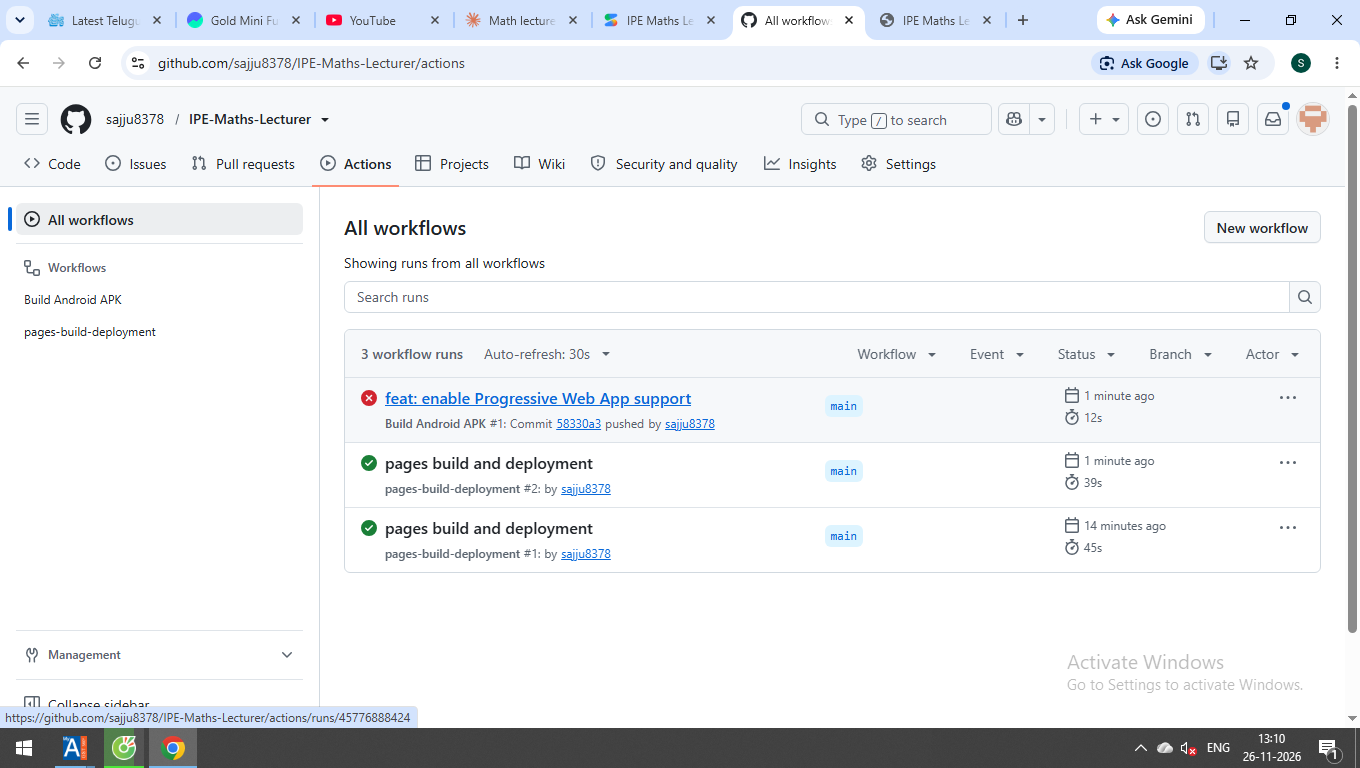 Latest Telugu
Gold Mini Fu
YouTube
Math lecture
IPE Maths Le
All workflow
IPE Maths Le
Ask Gemini
github.com/sajju8378/IPE-Maths-Lecturer/actions
Ask Google
S
sajju8378 / IPE-Maths-Lecturer
Type / to search
Code
Issues
Pull requests
Actions
Projects
Wiki
Security and quality
Insights
Settings
All workflows
Workflows
Build Android APK
pages-build-deployment
Management
Collapse sidebar
All workflows
New workflow
Showing runs from all workflows
Search runs
3 workflow runs Auto-refresh: 30s Workflow Event Status Branch Actor
feat: enable Progressive Web App support
Build Android APK #1: Commit 58330a3 pushed by sajju8378
main
1 minute ago
12s
pages build and deployment
pages-build-deployment #2: by sajju8378
main
1 minute ago
39s
pages build and deployment
pages-build-deployment #1: by sajju8378
main
14 minutes ago
45s
Activate Windows
Go to Settings to activate Windows.
https://github.com/sajju8378/IPE-Maths-Lecturer/actions/runs/45776888424
ENG
13:10
26-11-2026
1